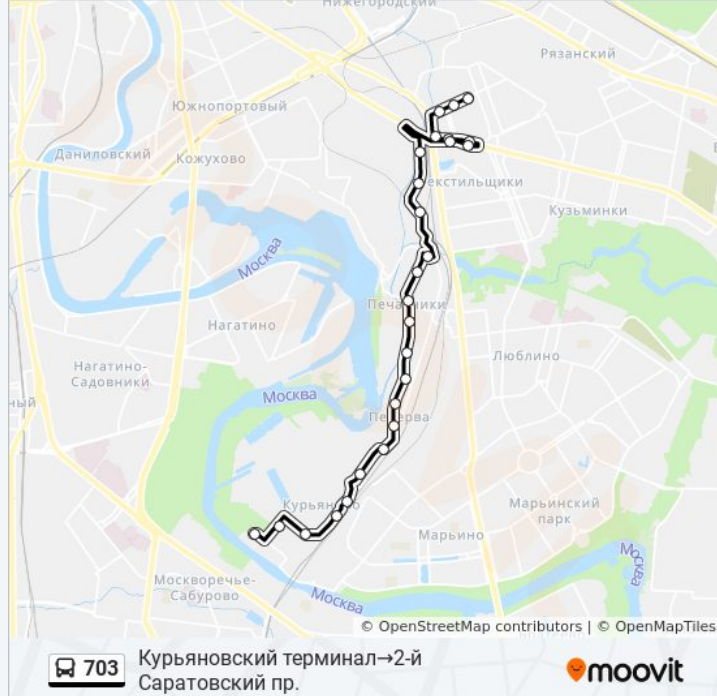 Нижегородский
Рязанский
Южнопортовый
Даниловский
Кожухово
Текстильщики
Кузьминки
Москва
Печатники
Нагатино
Люблино
Нагатино-
Садовники
ный
Москва
Перерва
Курьяново
Марьинский
парк
Марьино
Москва
Москворечье-
Сабурово
Москва
© OpenStreetMap contributors | © OpenMapTiles
703
Курьяновский терминал→2-й
Саратовский пр.
moovit